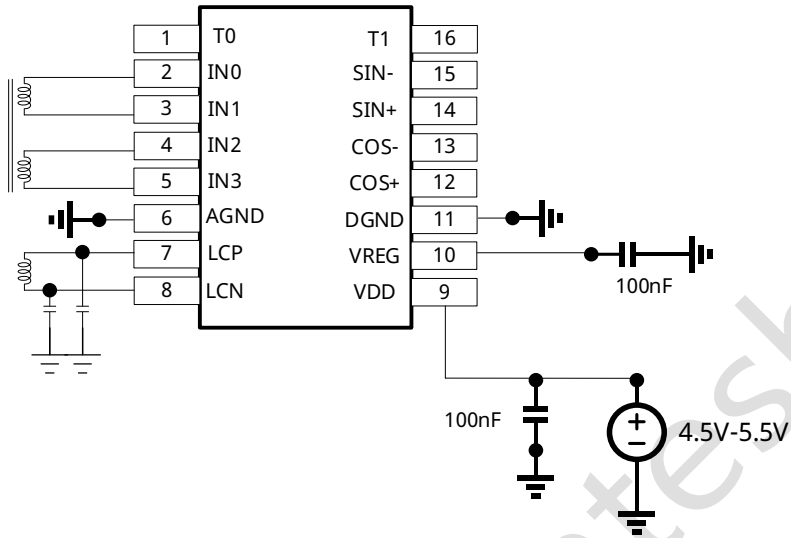 1 T0 T1 16
2 IN0 SIN- 15
3 IN1 SIN+ 14
4 IN2 COS- 13
5 IN3 COS+ 12
6 AGND DGND 11
7 LCP VREG 10
8 LCN VDD 9
100nF
100nF
4.5V-5.5V